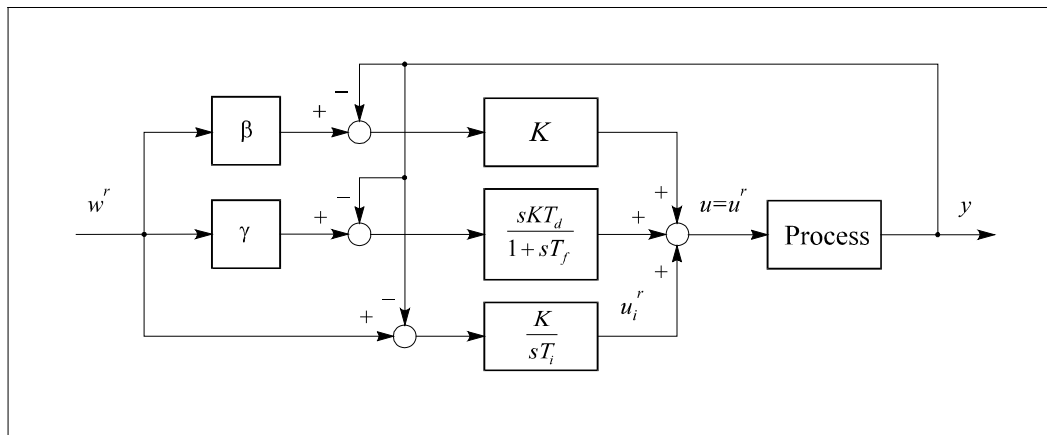 −
+
β
K
w^r
−
+
γ
sKT_d
1+sT_f
+
+
+
u=u^r
Process
y
−
+
K
sT_i
u_i^r